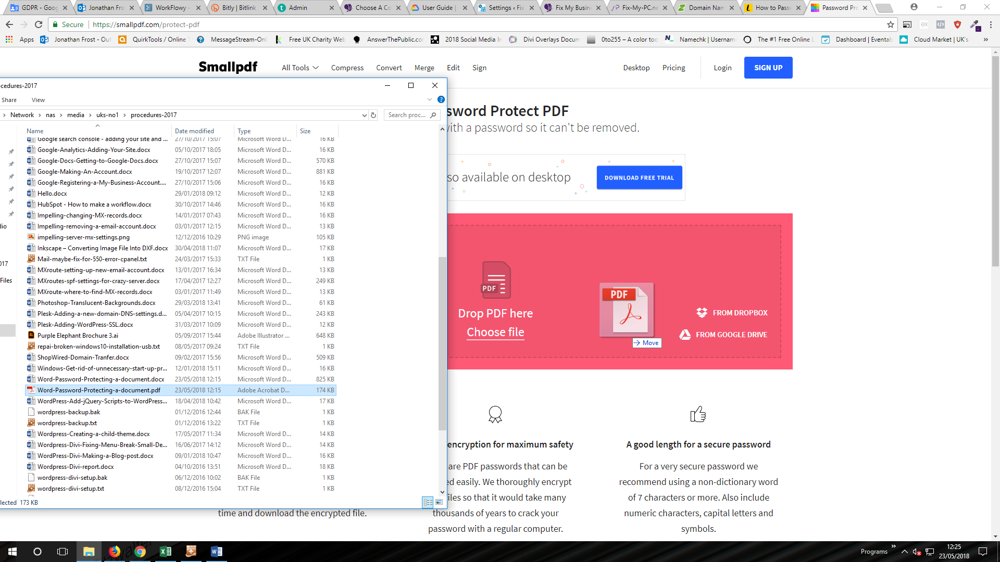 GDPR - Goog
Jonathan Fro
WorkFlowy -
Bitly | Bitlink
Admin
Choose A Co
User Guide |
Settings ‹ Fix
Fix My Busin
Fix-My-PC.ne
Domain Nam
How to Passw
Password Pro
Secure
https://smallpdf.com/protect-pdf
Apps
Jonathan Frost - Out
QuirkTools / Online T
MessageStream-Onl
Free UK Charity Web
AnswerThePublic.co
2018 Social Media In
Divi Overlays Docum
0to255 – A color too
Namechk | Usernam
The #1 Free Online L
Dashboard | Eventab
Cloud Market | UK's
Smallpdf
All Tools
Compress
Convert
Merge
Edit
Sign
Desktop
Pricing
Login
SIGN UP
ocedures-2017
Share
View
Network > nas > media > uks-no1 > procedures-2017
Search proc...
Name Date modified Type Size
Google search console - adding your site and ... 27/10/2017 15:07 Microsoft Word D... 16 KB
Google-Analytics-Adding-Your-Site.docx 05/10/2017 18:05 Microsoft Word D... 16 KB
Google-Docs-Getting-to-Google-Docs.docx 27/10/2017 15:07 Microsoft Word D... 570 KB
Google-Making-An-Account.docx 19/10/2017 12:07 Microsoft Word D... 881 KB
Google-Registering-a-My-Business-Account.... 27/10/2017 15:06 Microsoft Word D... 16 KB
Hello.docx 29/01/2018 09:12 Microsoft Word D... 12 KB
HubSpot - How to make a workflow.docx 30/10/2017 14:46 Microsoft Word D... 16 KB
Impelling-changing-MX-records.docx 14/01/2017 07:43 Microsoft Word D... 16 KB
Impelling-removing-a-email-account.docx 03/01/2017 12:15 Microsoft Word D... 13 KB
impelling-server-mx-settings.png 12/12/2016 10:29 PNG image 105 KB
Inkscape – Converting Image File Into DXF.docx 30/04/2018 11:07 Microsoft Word D... 17 KB
Mail-maybe-fix-for-550-error-cpanel.txt 24/03/2017 15:33 TXT File 1 KB
MXroute-setting-up-new-email-account.docx 13/01/2017 16:34 Microsoft Word D... 13 KB
MXroutes-spf-settings-for-crazy-server.docx 17/04/2017 12:27 Microsoft Word D... 249 KB
MXroute-where-to-find-MX-records.docx 03/01/2017 11:49 Microsoft Word D... 13 KB
Photoshop-Translucent-Backgrounds.docx 29/03/2018 13:41 Microsoft Word D... 61 KB
Plesk-Adding-a-new-domain-DNS-settings.d... 05/04/2017 10:15 Microsoft Word D... 243 KB
Plesk-Adding-WordPress-SSL.docx 31/03/2017 10:09 Microsoft Word D... 12 KB
Purple Elephant Brochure 3.ai 05/09/2017 15:44 Adobe Illustrator ... 648 KB
repai-broken-windows10-installation-usb.txt 08/05/2017 09:24 TXT File 1 KB
ShopWired-Domain-Tranfer.docx 09/02/2017 15:56 Microsoft Word D... 509 KB
Windows-Get-rid-of-unnecessary-start-up-pr... 12/01/2018 15:11 Microsoft Word D... 16 KB
Word-Password-Protecting-a-document.docx 23/05/2018 12:15 Microsoft Word D... 825 KB
Word-Password-Protecting-a-document.pdf 23/05/2018 12:15 Adobe Acrobat D... 174 KB
WordPress-Add-jQuery-Scripts-to-WordPress... 18/04/2018 10:42 Microsoft Word D... 17 KB
wordpress-backup.bak 01/12/2016 12:44 BAK File 1 KB
wordpress-backup.txt 01/12/2016 13:22 TXT File 1 KB
Wordpress-Creating-a-child-theme.docx 17/05/2017 11:34 Microsoft Word D... 14 KB
Wordpress-Divi-Fixing-Menu-Break-Small-De... 16/06/2017 14:12 Microsoft Word D... 14 KB
WordPress-Divi-Making-a-Blog-post.docx 09/01/2018 10:47 Microsoft Word D... 16 KB
Wordpress-Divi-report.docx 04/10/2016 13:51 Microsoft Word D... 18 KB
wordpress-divi-setup.bak 06/12/2016 10:02 BAK File 1 KB
wordpress-divi-setup.txt 08/12/2016 15:04 TXT File 1 KB
dio
017
Files
lected 173 KB
sword Protect PDF
with a password so it can't be removed.
so available on desktop
DOWNLOAD FREE TRIAL
PDF
Drop PDF here
Choose file
PDF
Move
FROM DROPBOX
FROM GOOGLE DRIVE
time and download the encrypted file.
encryption for maximum safety
are PDF passwords that can be
ed easily. We thoroughly encrypt
files so that it would take many
thousands of years to crack your
password with a regular computer.
A good length for a secure password
For a very secure password we
recommend using a non-dictionary word
of 7 characters or more. Also include
numeric characters, capital letters and
symbols.
Programs
12:25
23/05/2018